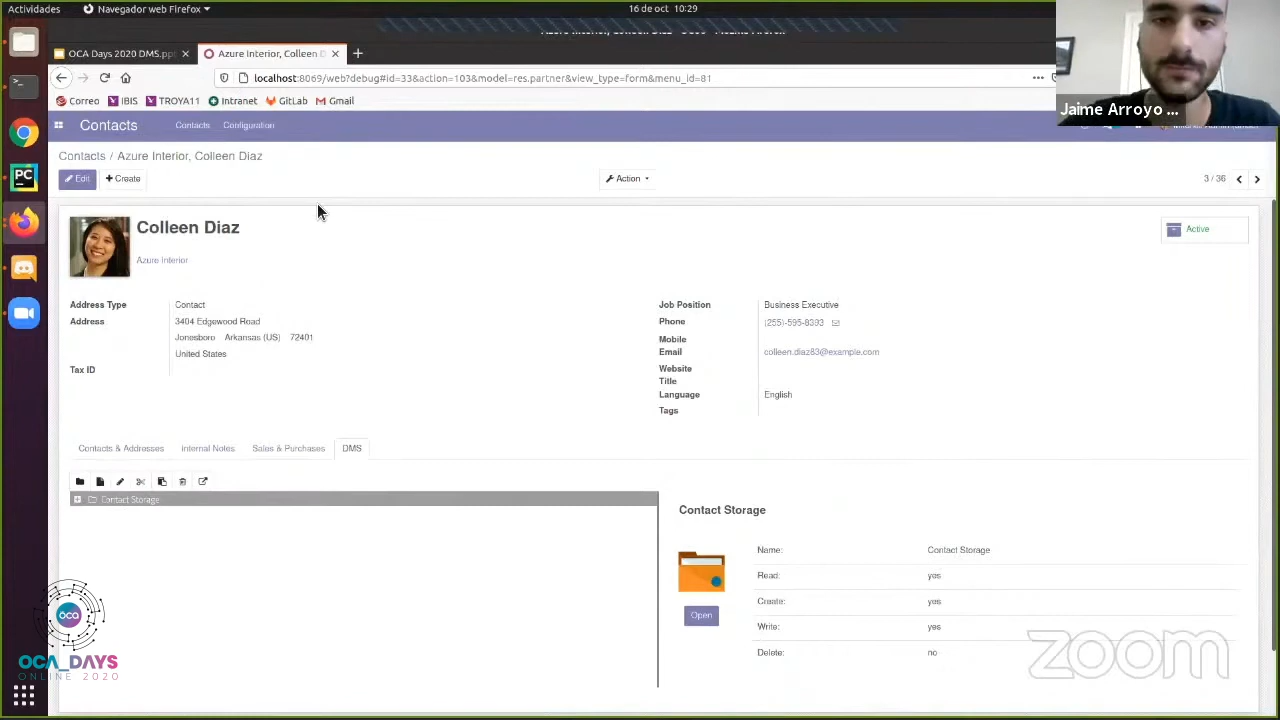 Actividades
Navegador web Firefox
16 de oct 10:29
OCA Days 2020 DMS.ppt
Azure Interior, Colleen D
localhost:8069/web?debug#id=33&action=103&model=res.partner&view_type=form&menu_id=81
Correo
IBIS
TROYA11
Intranet
GitLab
Gmail
Jaime Arroyo ...
Contacts
Contacts
Configuration
Contacts / Azure Interior, Colleen Diaz
Edit
Create
Action
3 / 36
Colleen Diaz
Active
Azure Interior
Address Type
Contact
Job Position
Business Executive
Address
3404 Edgewood Road
Phone
(255)-595-8393
Jonesboro Arkansas (US) 72401
Mobile
United States
Email
colleen.diaz83@example.com
Tax ID
Website
Title
Language
English
Tags
Contacts & Addresses
Internal Notes
Sales & Purchases
DMS
Contact Storage
Contact Storage
Name:
Contact Storage
Read:
yes
Create:
yes
Open
Write:
yes
Delete:
no
oca
OCA_DAYS
ONLINE 2020
zoom
PC